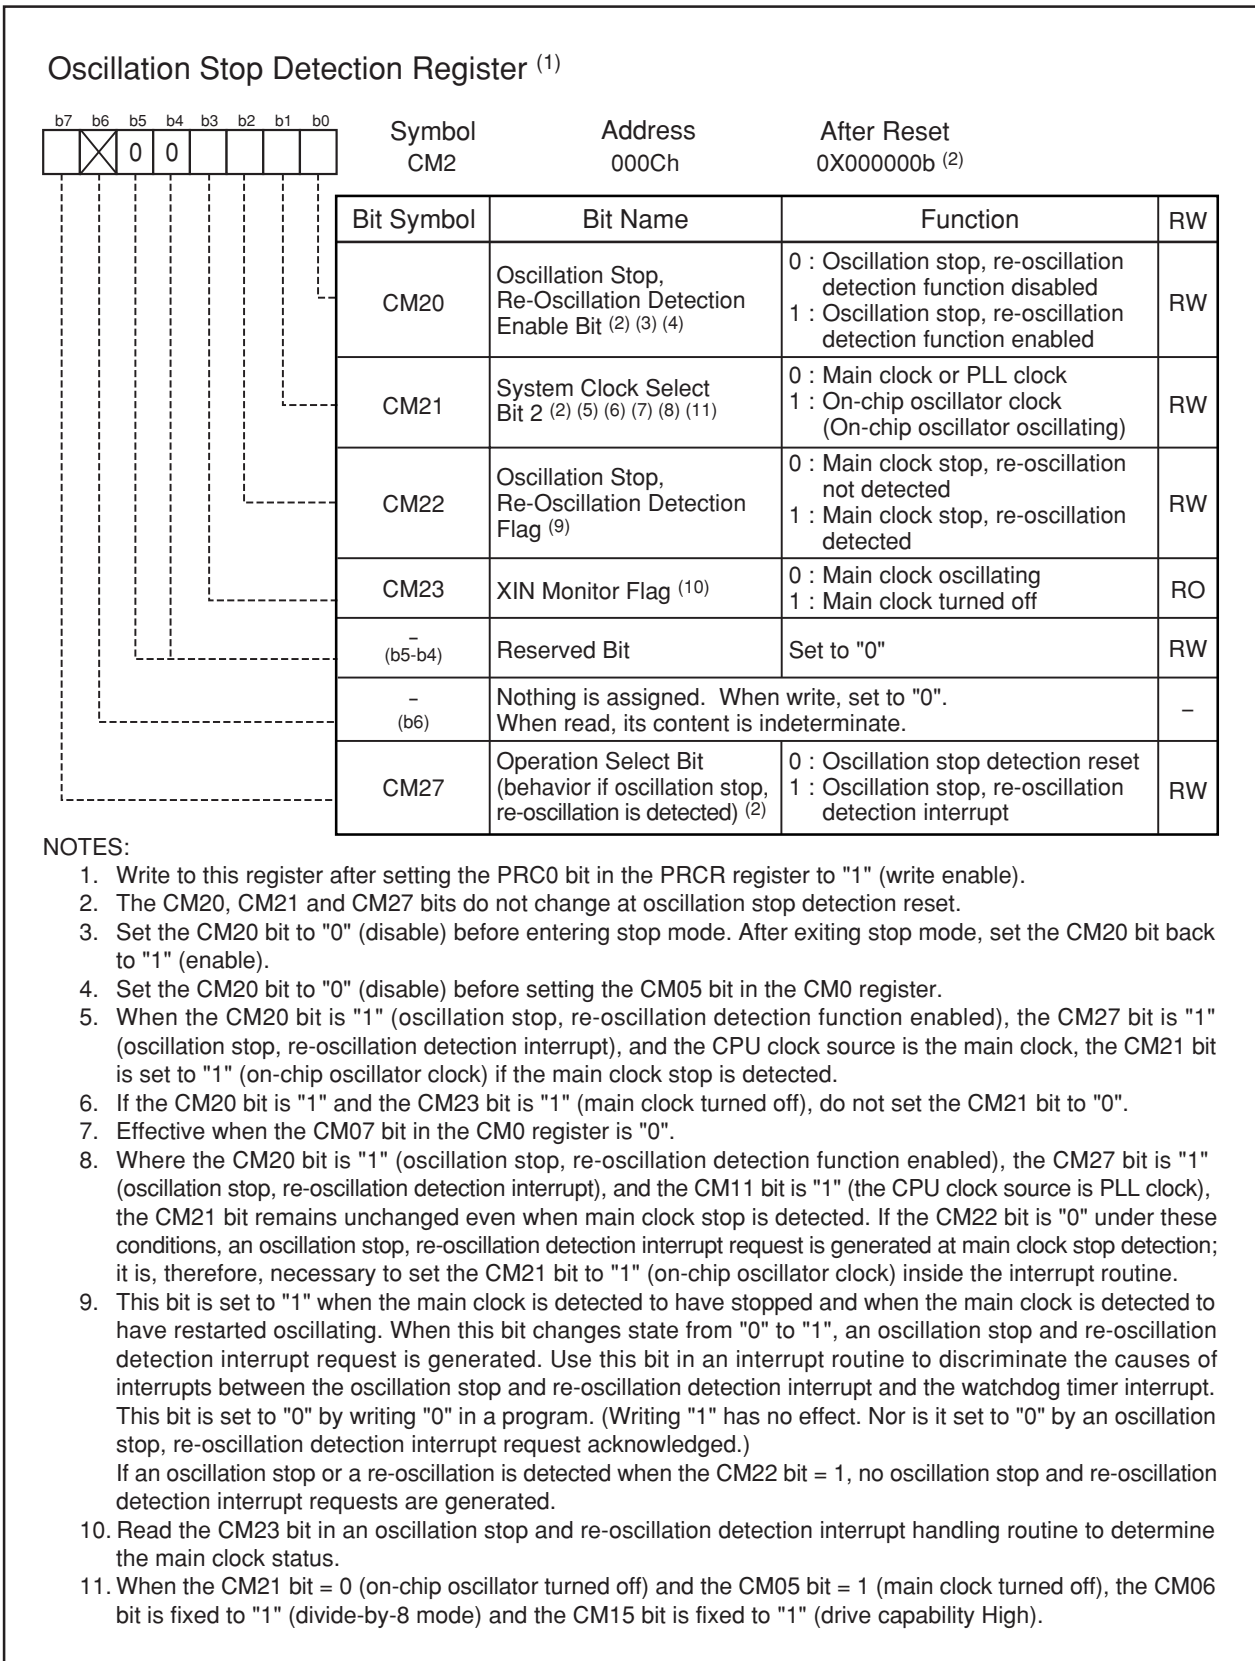 Oscillation Stop Detection Register (1)
b7 b6 b5 b4 b3 b2 b1 b0
0 0
Symbol Address After Reset
CM2 000Ch 0X000000b (2)
Bit Symbol Bit Name Function RW
CM20
Oscillation Stop,
Re-Oscillation Detection
Enable Bit (2) (3) (4)
0 : Oscillation stop, re-oscillation
detection function disabled
1 : Oscillation stop, re-oscillation
detection function enabled
RW
CM21
System Clock Select
Bit 2 (2) (5) (6) (7) (8) (11)
0 : Main clock or PLL clock
1 : On-chip oscillator clock
(On-chip oscillator oscillating)
RW
CM22
Oscillation Stop,
Re-Oscillation Detection
Flag (9)
0 : Main clock stop, re-oscillation
not detected
1 : Main clock stop, re-oscillation
detected
RW
CM23
XIN Monitor Flag (10)
0 : Main clock oscillating
1 : Main clock turned off
RO
–
(b5-b4)
Reserved Bit
Set to "0"
RW
–
(b6)
Nothing is assigned. When write, set to "0".
When read, its content is indeterminate.
–
CM27
Operation Select Bit
(behavior if oscillation stop,
re-oscillation is detected) (2)
0 : Oscillation stop detection reset
1 : Oscillation stop, re-oscillation
detection interrupt
RW
NOTES:
1. Write to this register after setting the PRC0 bit in the PRCR register to "1" (write enable).
2. The CM20, CM21 and CM27 bits do not change at oscillation stop detection reset.
3. Set the CM20 bit to "0" (disable) before entering stop mode. After exiting stop mode, set the CM20 bit back
to "1" (enable).
4. Set the CM20 bit to "0" (disable) before setting the CM05 bit in the CM0 register.
5. When the CM20 bit is "1" (oscillation stop, re-oscillation detection function enabled), the CM27 bit is "1"
(oscillation stop, re-oscillation detection interrupt), and the CPU clock source is the main clock, the CM21 bit
is set to "1" (on-chip oscillator clock) if the main clock stop is detected.
6. If the CM20 bit is "1" and the CM23 bit is "1" (main clock turned off), do not set the CM21 bit to "0".
7. Effective when the CM07 bit in the CM0 register is "0".
8. Where the CM20 bit is "1" (oscillation stop, re-oscillation detection function enabled), the CM27 bit is "1"
(oscillation stop, re-oscillation detection interrupt), and the CM11 bit is "1" (the CPU clock source is PLL clock),
the CM21 bit remains unchanged even when main clock stop is detected. If the CM22 bit is "0" under these
conditions, an oscillation stop, re-oscillation detection interrupt request is generated at main clock stop detection;
it is, therefore, necessary to set the CM21 bit to "1" (on-chip oscillator clock) inside the interrupt routine.
9. This bit is set to "1" when the main clock is detected to have stopped and when the main clock is detected to
have restarted oscillating. When this bit changes state from "0" to "1", an oscillation stop and re-oscillation
detection interrupt request is generated. Use this bit in an interrupt routine to discriminate the causes of
interrupts between the oscillation stop and re-oscillation detection interrupt and the watchdog timer interrupt.
This bit is set to "0" by writing "0" in a program. (Writing "1" has no effect. Nor is it set to "0" by an oscillation
stop, re-oscillation detection interrupt request acknowledged.)
If an oscillation stop or a re-oscillation is detected when the CM22 bit = 1, no oscillation stop and re-oscillation
detection interrupt requests are generated.
10. Read the CM23 bit in an oscillation stop and re-oscillation detection interrupt handling routine to determine
the main clock status.
11. When the CM21 bit = 0 (on-chip oscillator turned off) and the CM05 bit = 1 (main clock turned off), the CM06
bit is fixed to "1" (divide-by-8 mode) and the CM15 bit is fixed to "1" (drive capability High).